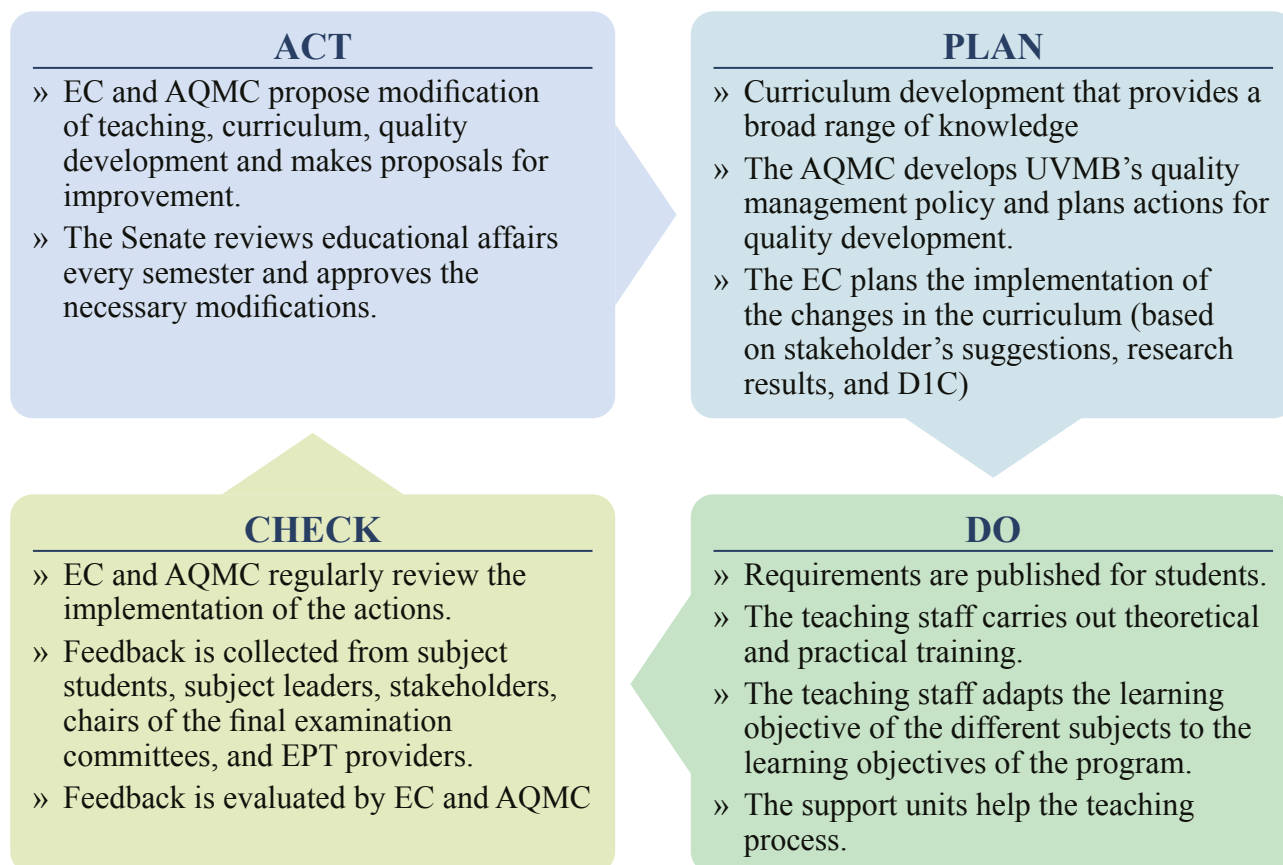 ACT
» EC and AQMC propose modification
of teaching, curriculum, quality
development and makes proposals for
improvement.
» The Senate reviews educational affairs
every semester and approves the
necessary modifications.
PLAN
» Curriculum development that provides a
broad range of knowledge
» The AQMC develops UVMB’s quality
management policy and plans actions for
quality development.
» The EC plans the implementation of
the changes in the curriculum (based
on stakeholder’s suggestions, research
results, and D1C)
CHECK
» EC and AQMC regularly review the
implementation of the actions.
» Feedback is collected from subject
students, subject leaders, stakeholders,
chairs of the final examination
committees, and EPT providers.
» Feedback is evaluated by EC and AQMC
DO
» Requirements are published for students.
» The teaching staff carries out theoretical
and practical training.
» The teaching staff adapts the learning
objective of the different subjects to the
learning objectives of the program.
» The support units help the teaching
process.